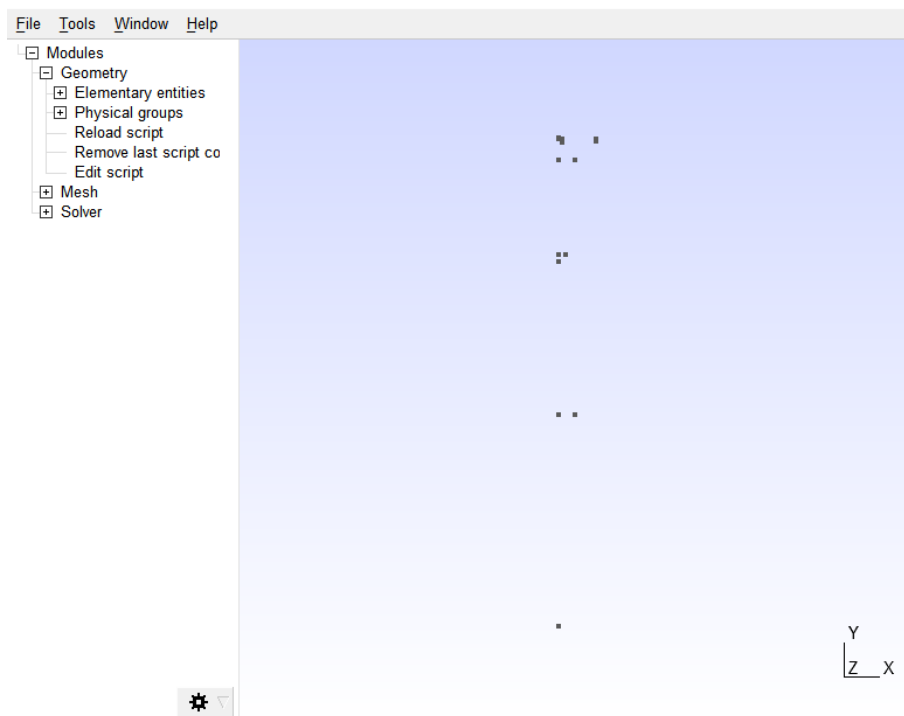 File Tools Window Help
Modules
Geometry
Elementary entities
Physical groups
Reload script
Remove last script co
Edit script
Mesh
Solver
Y
Z X